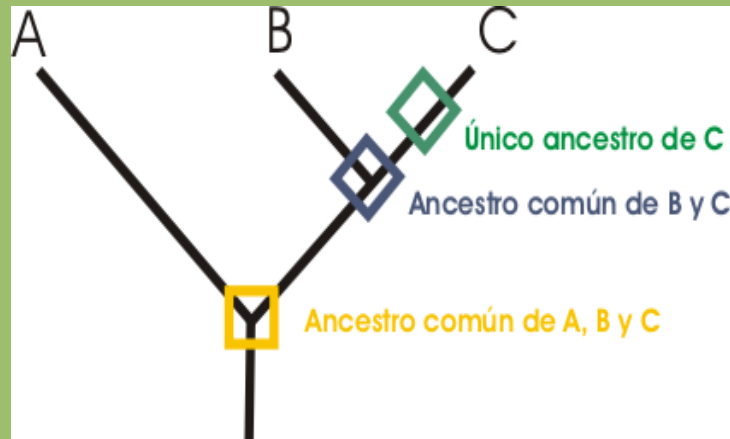 A B C
Único ancestro de C
Ancestro común de B y C
Ancestro común de A, B y C